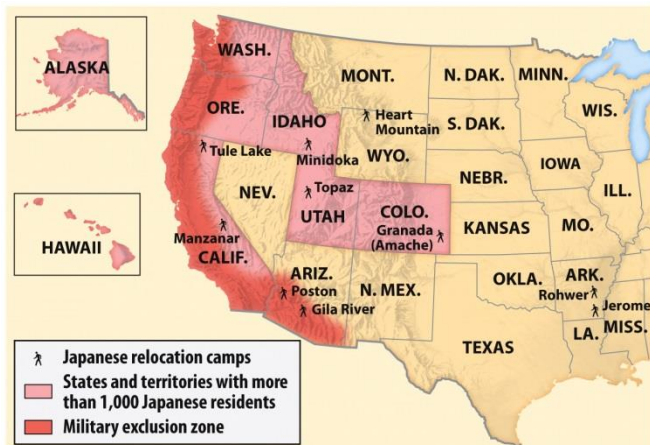 ALASKA
HAWAII
WASH.
ORE.
IDAHO
MONT.
N. DAK.
MINN.
WIS.
Heart
Mountain
S. DAK.
WYO.
Tule Lake
Minidoka
IOWA
NEBR.
ILL.
NEV.
Topaz
UTAH
COLO.
Granada
(Amache)
KANSAS
MO.
Manzanar
CALIF.
ARIZ.
Poston
Gila River
N. MEX.
OKLA.
ARK.
Rohwer
Jerome
TEXAS
LA.
MISS.
Japanese relocation camps
States and territories with more
than 1,000 Japanese residents
Military exclusion zone